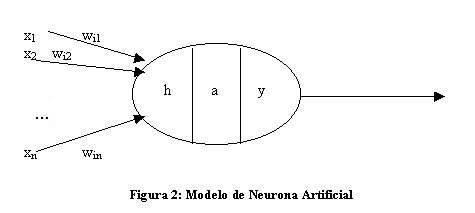 x1 wi1
x2 wi2
h a y
...
xn win
Figura 2: Modelo de Neurona Artificial